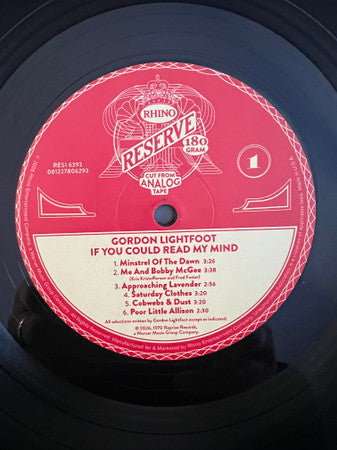 RHINO
RESERVE
180
GRAM
CUT FROM
ANALOG
TAPE
RES1 6392
081227806293
1
GORDON LIGHTFOOT
IF YOU COULD READ MY MIND
1. Minstrel Of The Dawn 3:26
2. Me And Bobby McGee 3:38
(Kris Kristofferson and Fred Foster)
3. Approaching Lavender 2:56
4. Saturday Clothes 3:20
5. Cobwebs & Dust 3:20
6. Poor Little Allison 2:30
All selections written by Gordon Lightfoot except as indicated.
℗ 2026, 1970 Reprise Records,
a Warner Music Group Company.